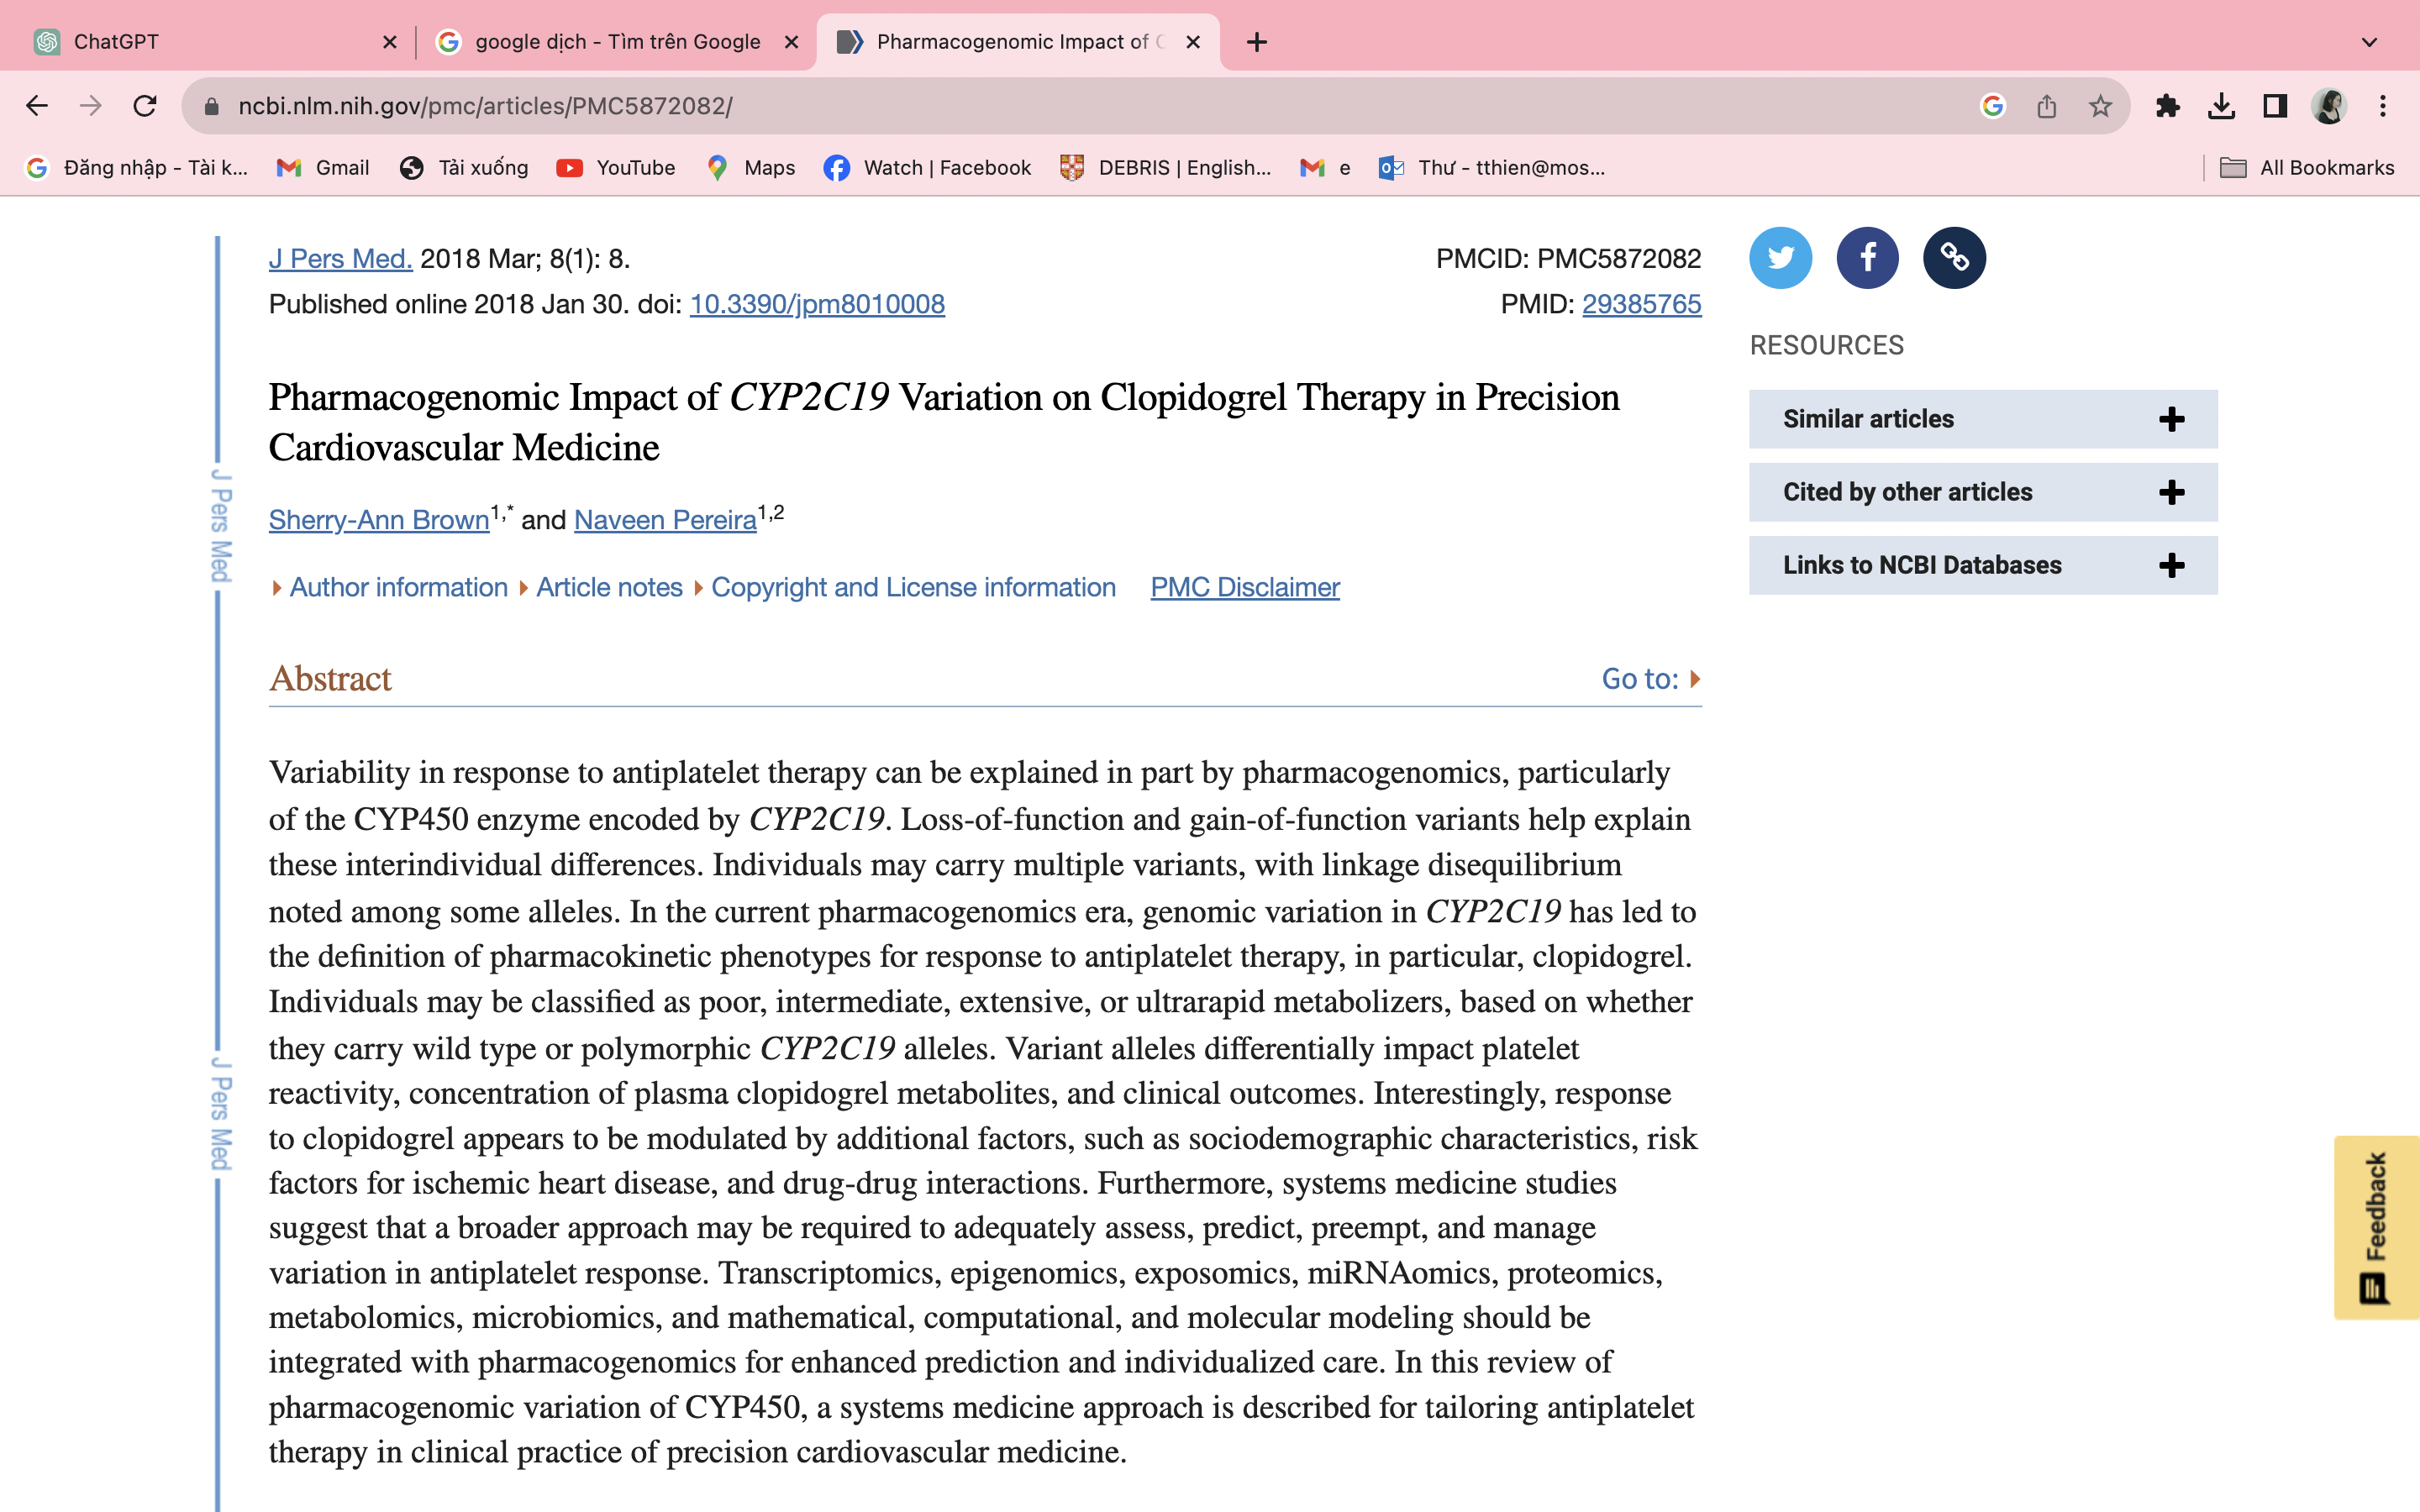 ChatGPT
google dịch - Tìm trên Google
Pharmacogenomic Impact of C
ncbi.nlm.nih.gov/pmc/articles/PMC5872082/
Đăng nhập - Tài k...
Gmail
Tải xuống
YouTube
Maps
Watch | Facebook
DEBRIS | English...
e
Thư - tthien@mos...
All Bookmarks
J Pers Med. 2018 Mar; 8(1): 8.
PMCID: PMC5872082
Published online 2018 Jan 30. doi: 10.3390/jpm8010008
PMID: 29385765
Pharmacogenomic Impact of CYP2C19 Variation on Clopidogrel Therapy in Precision
Cardiovascular Medicine
Sherry-Ann Brown1,* and Naveen Pereira1,2
Author information Article notes Copyright and License information PMC Disclaimer
Abstract
Go to:
Variability in response to antiplatelet therapy can be explained in part by pharmacogenomics, particularly
of the CYP450 enzyme encoded by CYP2C19. Loss-of-function and gain-of-function variants help explain
these interindividual differences. Individuals may carry multiple variants, with linkage disequilibrium
noted among some alleles. In the current pharmacogenomics era, genomic variation in CYP2C19 has led to
the definition of pharmacokinetic phenotypes for response to antiplatelet therapy, in particular, clopidogrel.
Individuals may be classified as poor, intermediate, extensive, or ultrarapid metabolizers, based on whether
they carry wild type or polymorphic CYP2C19 alleles. Variant alleles differentially impact platelet
reactivity, concentration of plasma clopidogrel metabolites, and clinical outcomes. Interestingly, response
to clopidogrel appears to be modulated by additional factors, such as sociodemographic characteristics, risk
factors for ischemic heart disease, and drug-drug interactions. Furthermore, systems medicine studies
suggest that a broader approach may be required to adequately assess, predict, preempt, and manage
variation in antiplatelet response. Transcriptomics, epigenomics, exposomics, miRNAomics, proteomics,
metabolomics, microbiomics, and mathematical, computational, and molecular modeling should be
integrated with pharmacogenomics for enhanced prediction and individualized care. In this review of
pharmacogenomic variation of CYP450, a systems medicine approach is described for tailoring antiplatelet
therapy in clinical practice of precision cardiovascular medicine.
J Pers Med
J Pers Med
RESOURCES
Similar articles
Cited by other articles
Links to NCBI Databases
Feedback